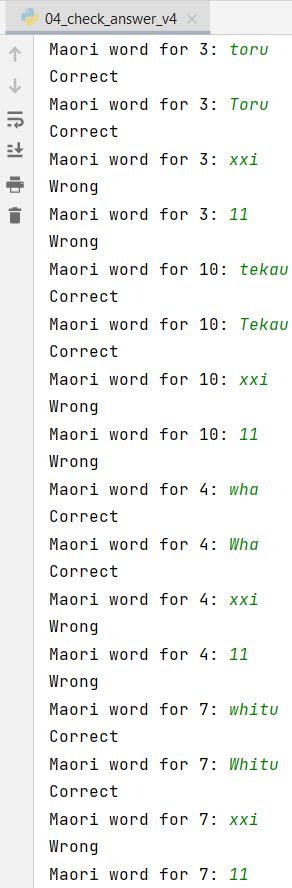 04_check_answer_v4
Maori word for 3: toru
Correct
Maori word for 3: Toru
Correct
Maori word for 3: xxi
Wrong
Maori word for 3: 11
Wrong
Maori word for 10: tekau
Correct
Maori word for 10: Tekau
Correct
Maori word for 10: xxi
Wrong
Maori word for 10: 11
Wrong
Maori word for 4: wha
Correct
Maori word for 4: Wha
Correct
Maori word for 4: xxi
Wrong
Maori word for 4: 11
Wrong
Maori word for 7: whitu
Correct
Maori word for 7: Whitu
Correct
Maori word for 7: xxi
Wrong
Maori word for 7: 11